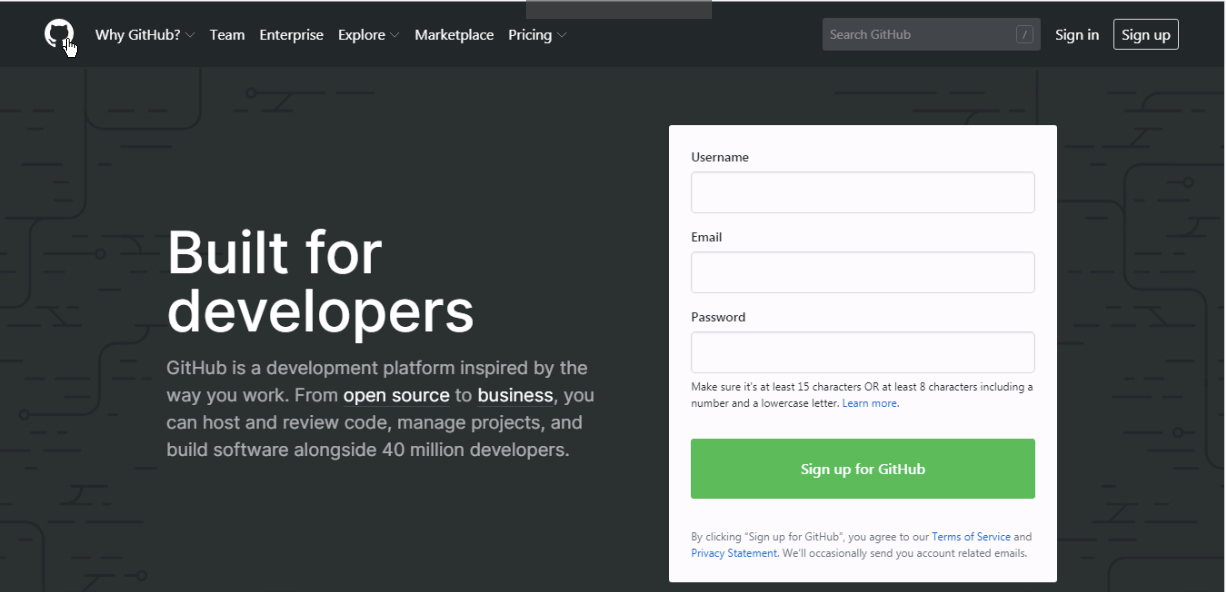 Why GitHub? Team Enterprise Explore Marketplace Pricing Search GitHub / Sign in Sign up
Built for
developers
GitHub is a development platform inspired by the
way you work. From open source to business, you
can host and review code, manage projects, and
build software alongside 40 million developers.
Username
Email
Password
Make sure it's at least 15 characters OR at least 8 characters including a
number and a lowercase letter. Learn more.
Sign up for GitHub
By clicking “Sign up for GitHub”, you agree to our Terms of Service and
Privacy Statement. We'll occasionally send you account related emails.